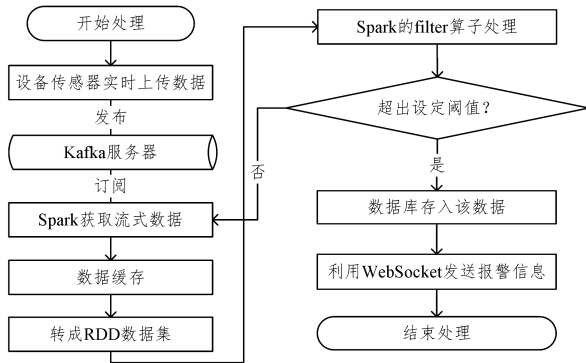 开始处理
设备传感器实时上传数据
发布
Kafka服务器
订阅
Spark获取流式数据
数据缓存
转成RDD数据集
Spark的filter算子处理
超出设定阈值?
否
是
数据库存入该数据
利用WebSocket发送报警信息
结束处理